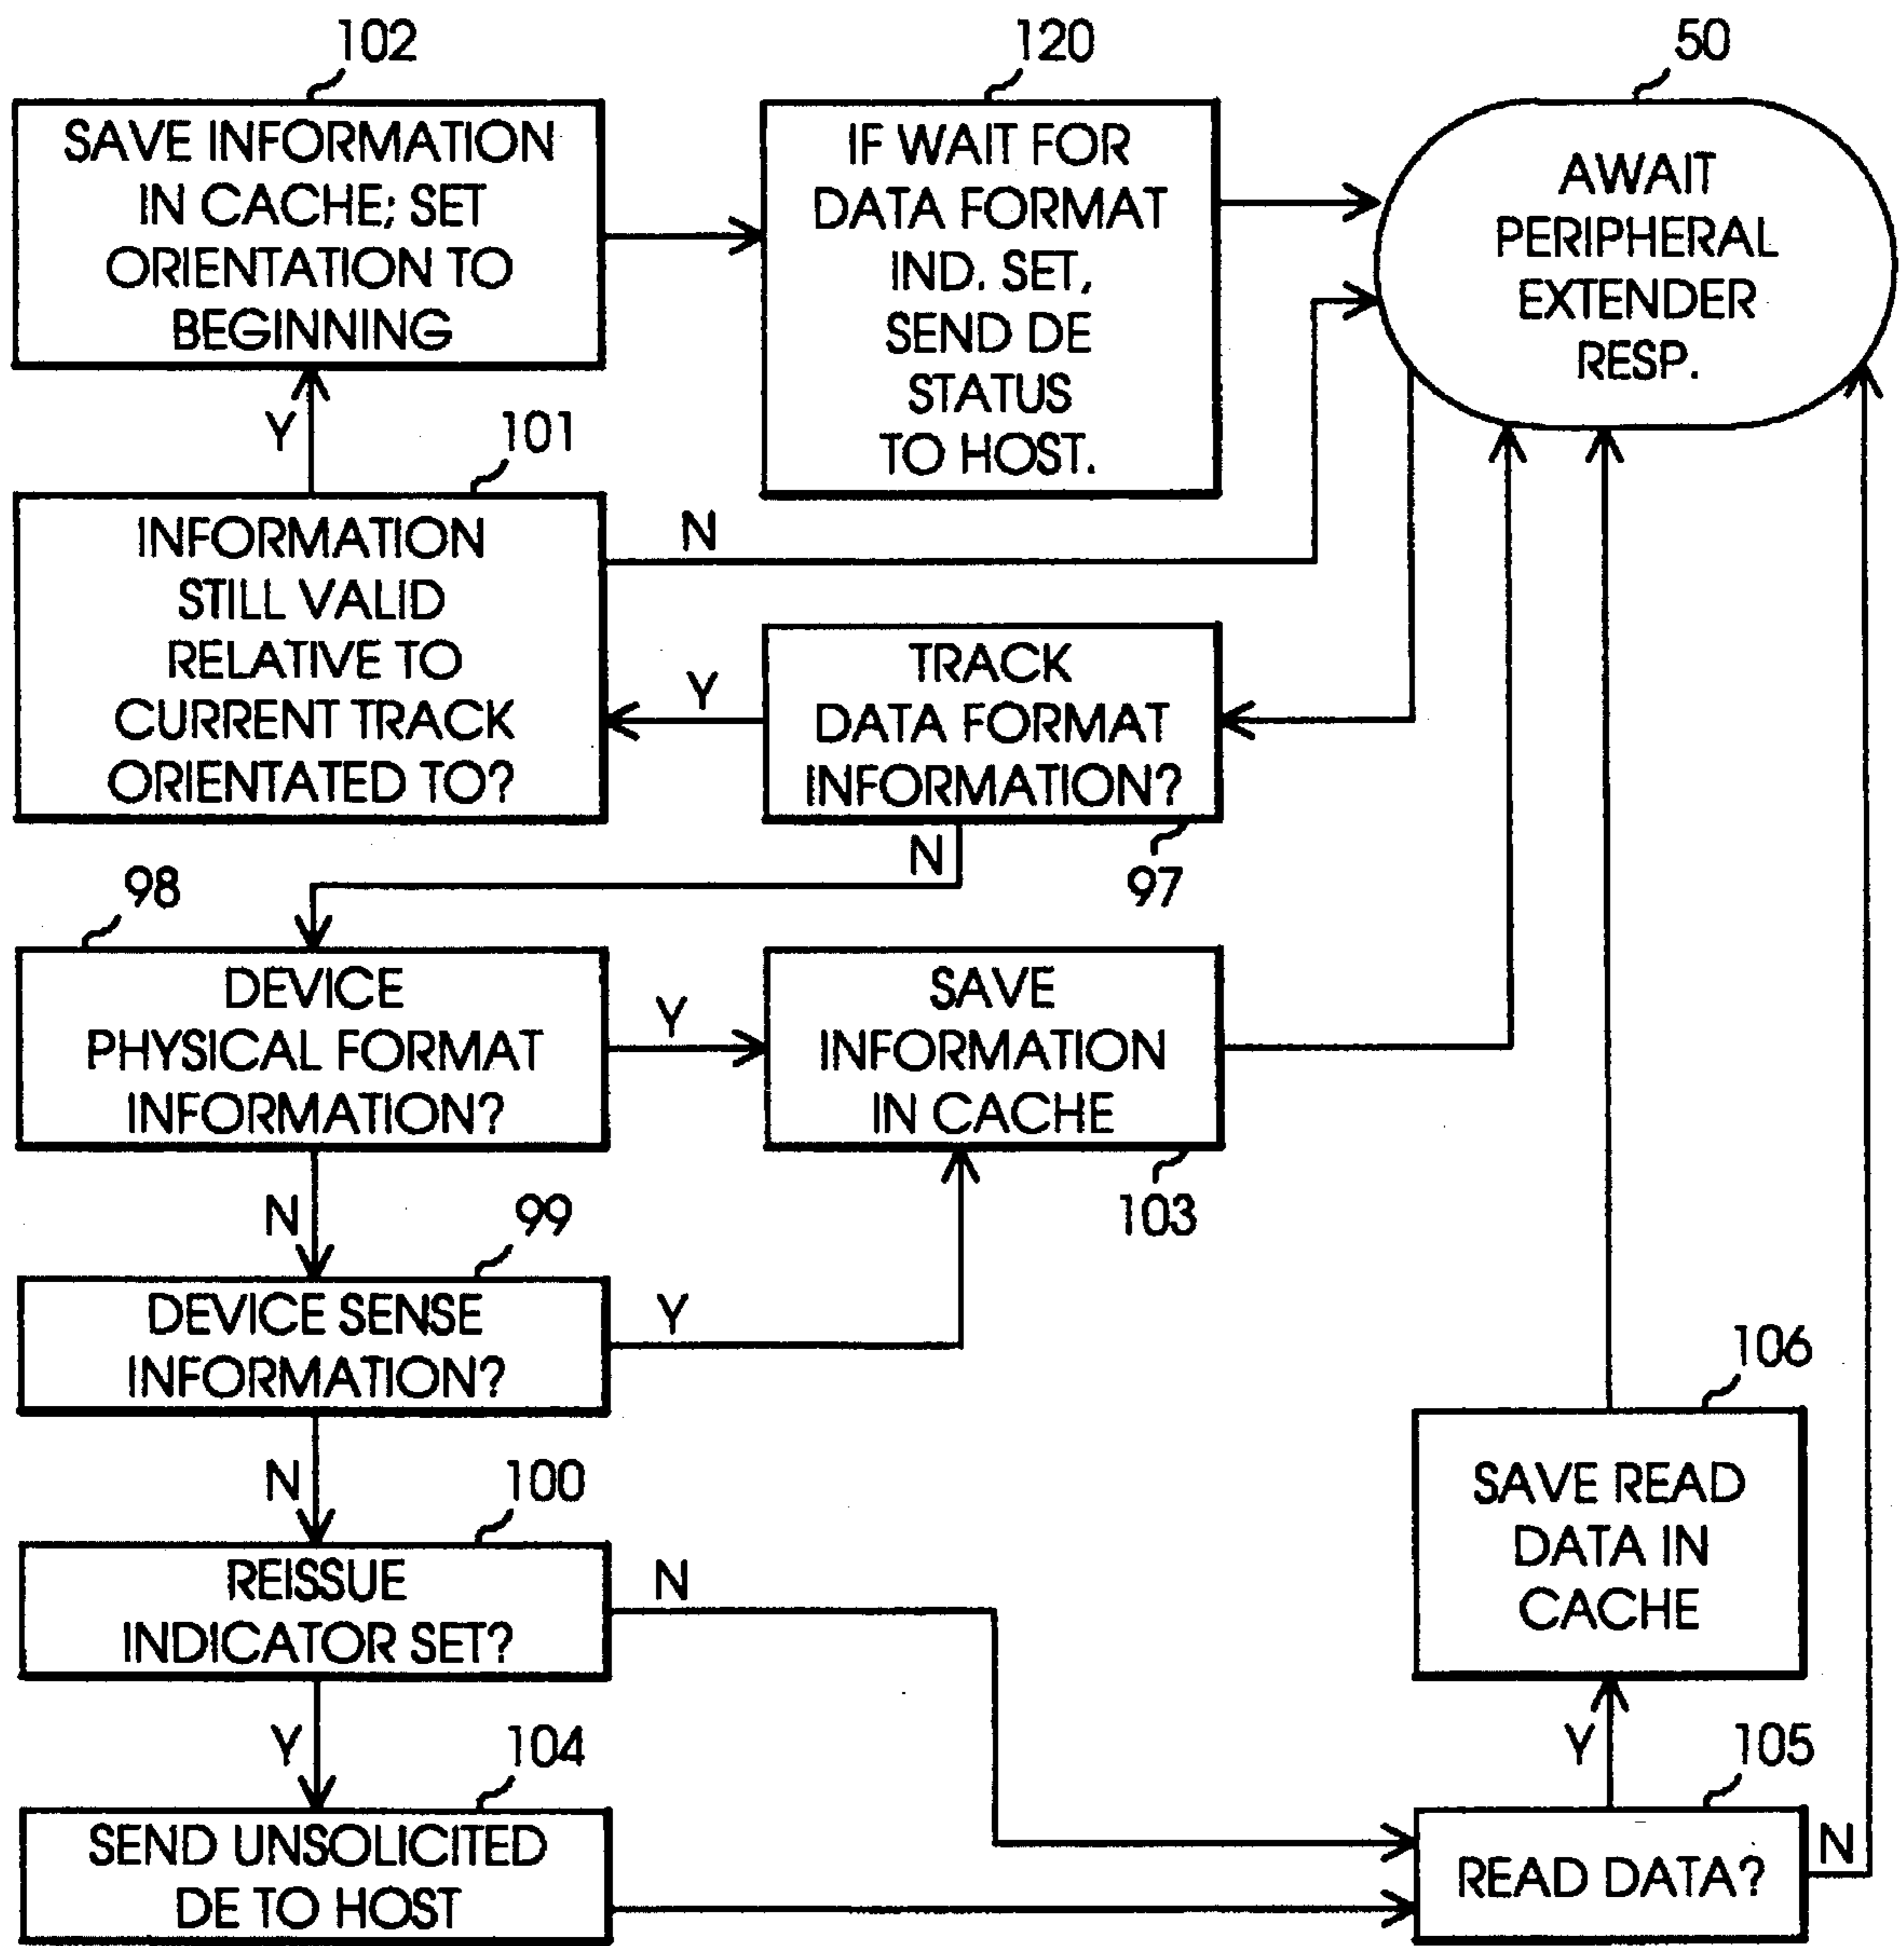 102
120
50
SAVE INFORMATION
IN CACHE; SET
ORIENTATION TO
BEGINNING
IF WAIT FOR
DATA FORMAT
IND. SET,
SEND DE
STATUS
TO HOST.
AWAIT
PERIPHERAL
EXTENDER
RESP.
Y
101
INFORMATION
STILL VALID
RELATIVE TO
CURRENT TRACK
ORIENTATED TO?
N
Y
TRACK
DATA FORMAT
INFORMATION?
N
97
98
DEVICE
PHYSICAL FORMAT
INFORMATION?
Y
SAVE
INFORMATION
IN CACHE
103
N
99
DEVICE SENSE
INFORMATION?
Y
N
100
REISSUE
INDICATOR SET?
N
106
SAVE READ
DATA IN
CACHE
Y
104
SEND UNSOLICITED
DE TO HOST
Y
105
READ DATA?
N